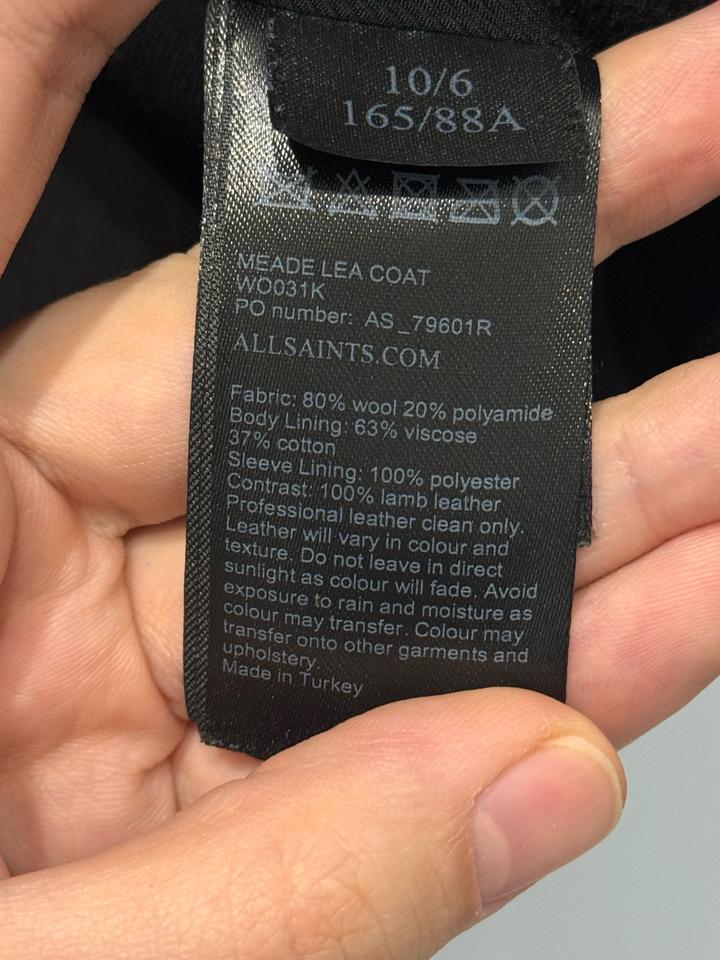 10/6
165/88A
MEADE LEA COAT
WO031K
PO number: AS_79601R
ALLSAINTS.COM
Fabric: 80% wool 20% polyamide
Body Lining: 63% viscose
37% cotton
Sleeve Lining: 100% polyester
Contrast: 100% lamb leather
Professional leather clean only.
Leather will vary in colour and
texture. Do not leave in direct
sunlight as colour will fade. Avoid
exposure to rain and moisture as
colour may transfer. Colour may
transfer onto other garments and
upholstery.
Made in Turkey